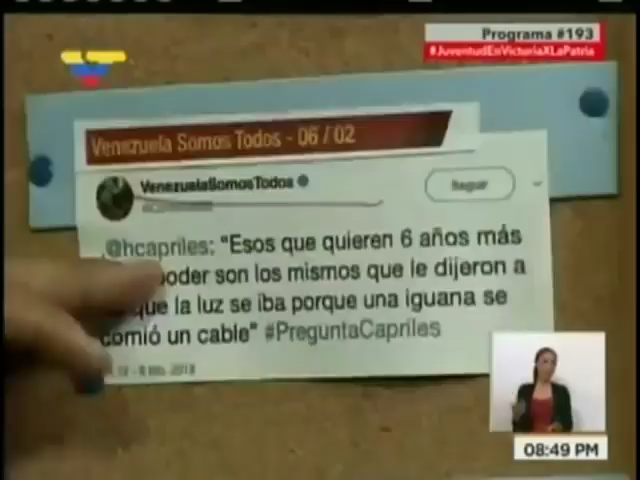 Programa #193
#JuventudEnVictoriaXLaPatria
Venezuela Somos Todos - 06 / 02
VenezuelaSomosTodos
Seguir
@hcapriles: "Esos que quieren 6 años más
poder son los mismos que le dijeron a
que la luz se iba porque una iguana se
comió un cable" #PreguntaCapriles
2018
08:49 PM